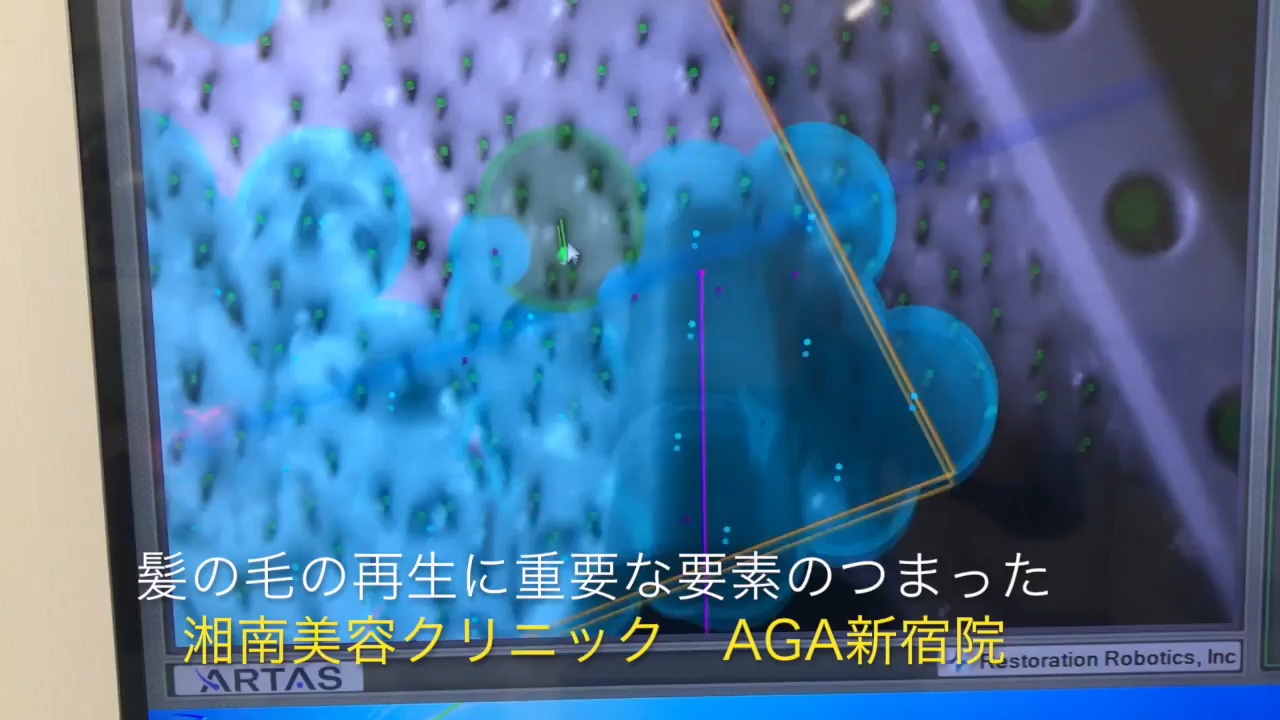 髪の毛の再生に重要な要素のつまった
湘南美容クリニック　AGA新宿院
ARTAS
Restoration Robotics, Inc